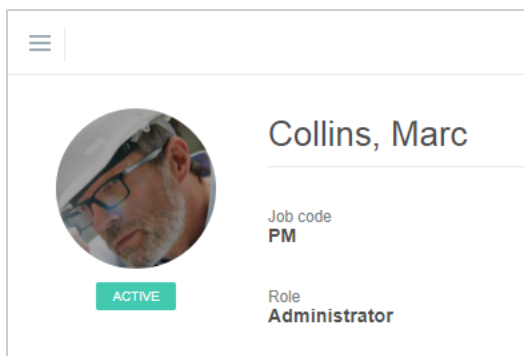 Collins, Marc
Job code
PM
ACTIVE
Role
Administrator